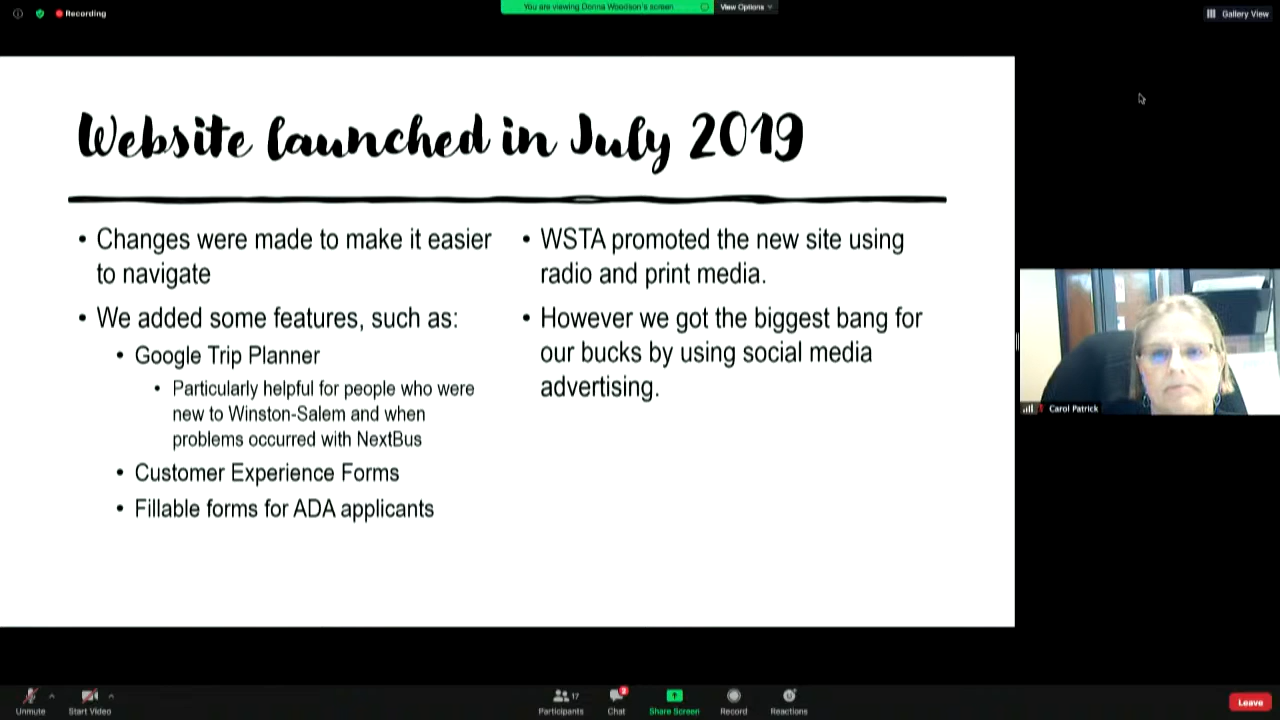 Recording
You are viewing Donna Woodson's screen
View Options
Gallery View
Website launched in July 2019
• Changes were made to make it easier
to navigate
• We added some features, such as:
• Google Trip Planner
• Particularly helpful for people who were
new to Winston-Salem and when
problems occurred with NextBus
• Customer Experience Forms
• Fillable forms for ADA applicants
• WSTA promoted the new site using
radio and print media.
• However we got the biggest bang for
our bucks by using social media
advertising.
Carol Patrick
Unmute
Start Video
Participants
17
Chat
2
Share Screen
Record
Reactions
Leave